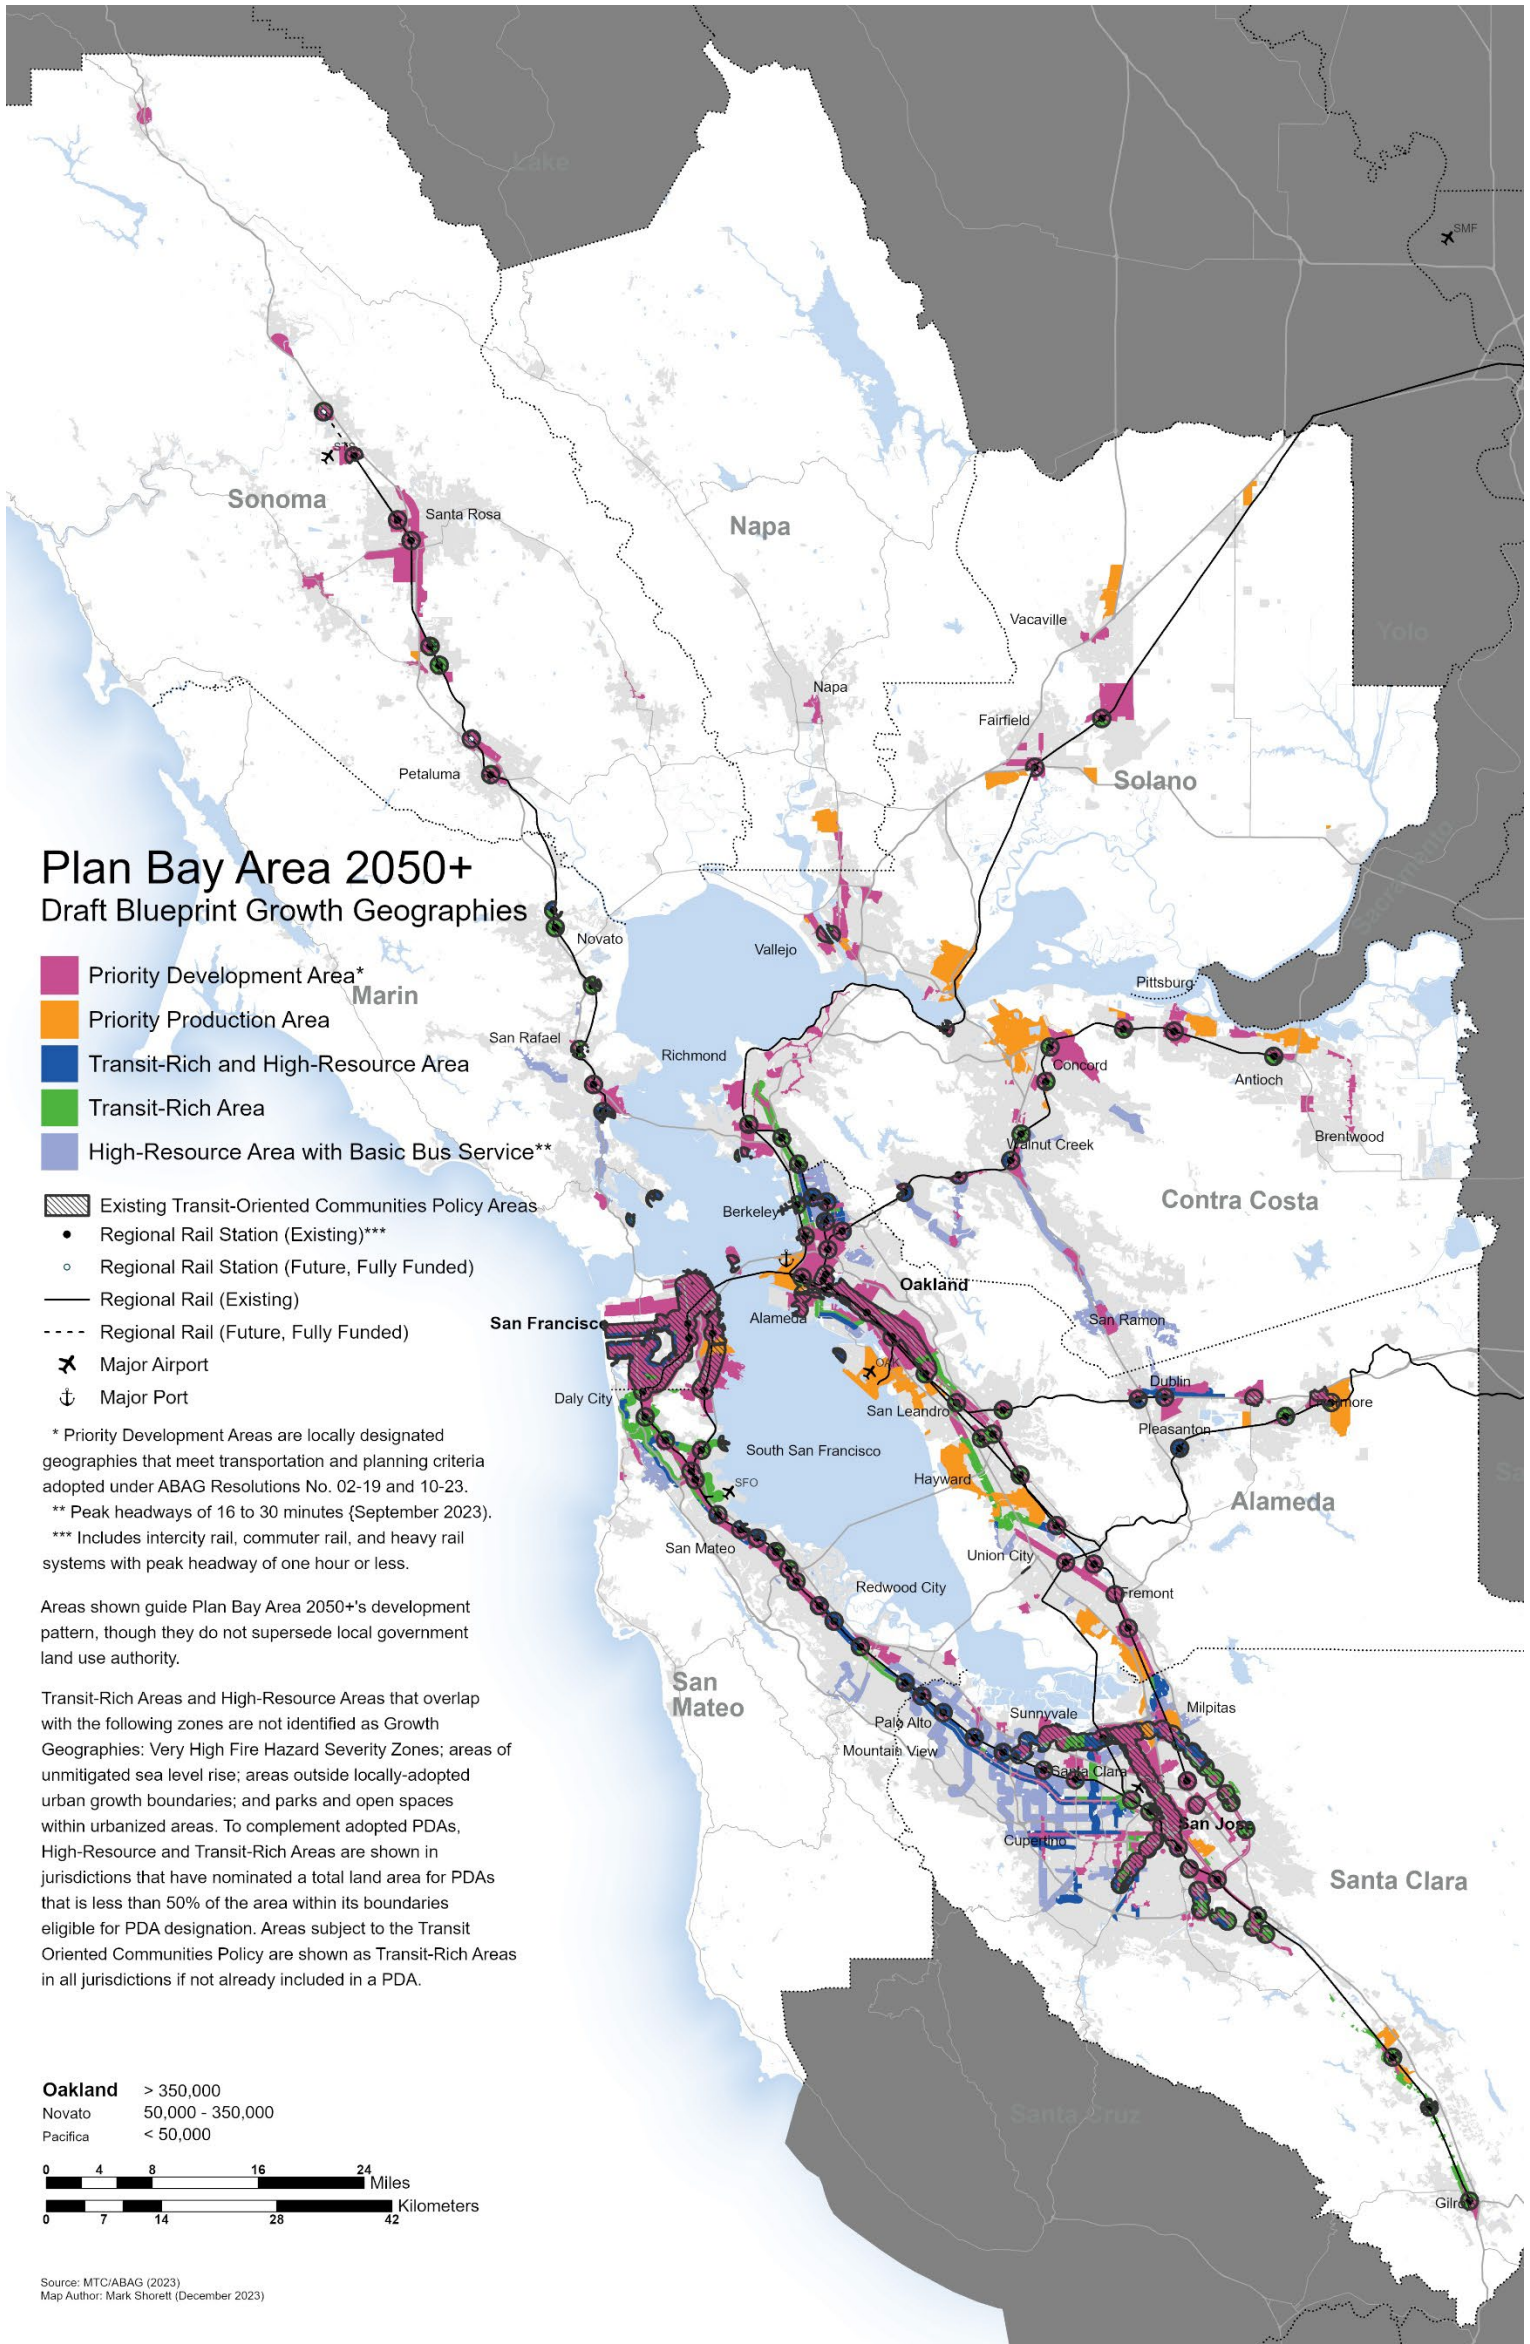 Lake
SMF
STS
Sonoma
Santa Rosa
Napa
Vacaville
Yolo
Napa
Fairfield
Petaluma
Solano
Plan Bay Area 2050+
Draft Blueprint Growth Geographies
Sacramento
Novato
Vallejo
Priority Development Area*
Pittsburg
Marin
Priority Production Area
San Rafael
Richmond
Transit-Rich and High-Resource Area
Concord
Antioch
Transit-Rich Area
Brentwood
High-Resource Area with Basic Bus Service**
Walnut Creek
Contra Costa
Existing Transit-Oriented Communities Policy Areas
Berkeley
Regional Rail Station (Existing)***
Regional Rail Station (Future, Fully Funded)
Oakland
Regional Rail (Existing)
Alameda
San Francisco
San Ramon
Regional Rail (Future, Fully Funded)
Major Airport
OAK
Dublin
Major Port
Daly City
San Leandro
Livermore
Pleasanton
* Priority Development Areas are locally designated
geographies that meet transportation and planning criteria
adopted under ABAG Resolutions No. 02-19 and 10-23.
South San Francisco
SFO
Hayward
Sa
Alameda
** Peak headways of 16 to 30 minutes {September 2023).
*** Includes intercity rail, commuter rail, and heavy rail
systems with peak headway of one hour or less.
San Mateo
Union City
Redwood City
Fremont
Areas shown guide Plan Bay Area 2050+'s development
pattern, though they do not supersede local government
land use authority.
San
Mateo
Transit-Rich Areas and High-Resource Areas that overlap
with the following zones are not identified as Growth
Geographies: Very High Fire Hazard Severity Zones; areas of
unmitigated sea level rise; areas outside locally-adopted
urban growth boundaries; and parks and open spaces
within urbanized areas. To complement adopted PDAs,
High-Resource and Transit-Rich Areas are shown in
jurisdictions that have nominated a total land area for PDAs
that is less than 50% of the area within its boundaries
eligible for PDA designation. Areas subject to the Transit
Oriented Communities Policy are shown as Transit-Rich Areas
in all jurisdictions if not already included in a PDA.
Milpitas
Sunnyvale
Palo Alto
Mountain View
Santa Clara
San Jose
Cupertino
Santa Clara
Santa Cruz
Gilroy
Oakland > 350,000
Novato 50,000 - 350,000
Pacifica < 50,000
0 4 8 16 24
Miles
Kilometers
0 7 14 28 42
Source: MTC/ABAG (2023)
Map Author: Mark Shorett (December 2023)